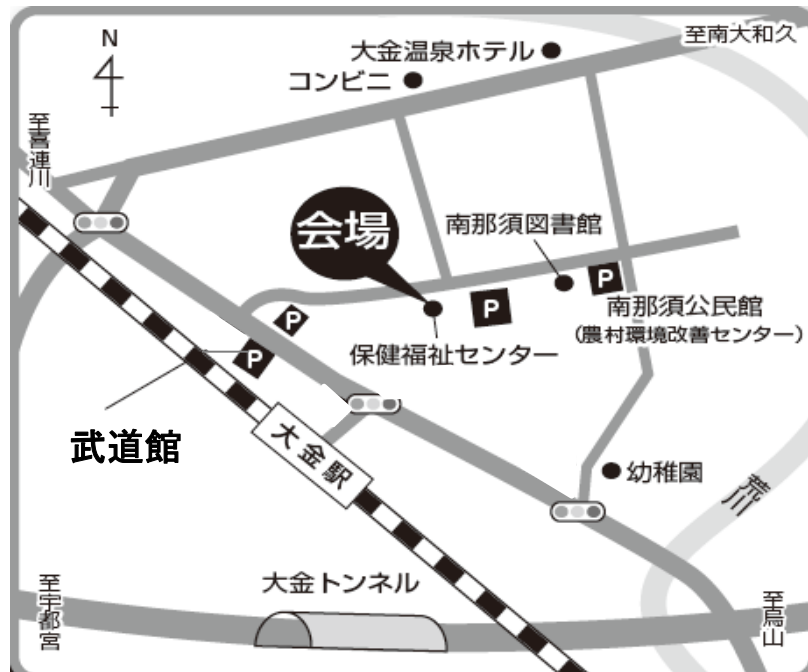 N
至南大和久
大金温泉ホテル
コンビニ
至喜連川
会場
南那須図書館
P
P
P
P
南那須公民館
(農村環境改善センター)
保健福祉センター
武道館
大金駅
幼稚園
荒川
大金トンネル
至宇都宮
至烏山